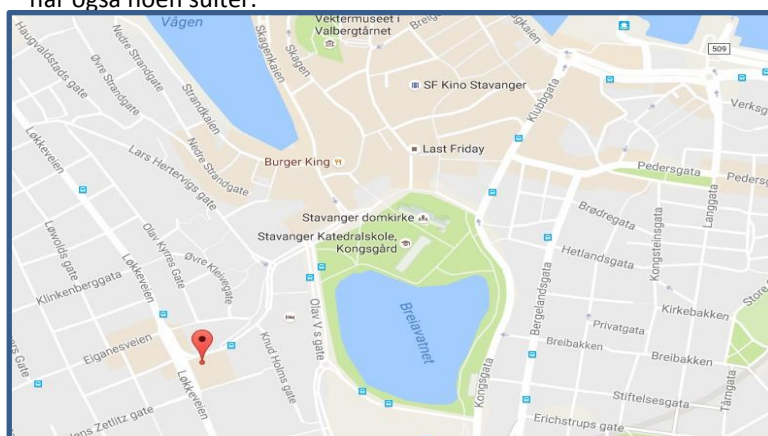 har også noen suiter.
Vågen
Haugvaldstads gate
Nedre Strandgate
Øvre Strandgate
Strandkaien
Skagenkaien
Skagen
Vektermuseet i
Valbergtårnet
SF Kino Stavanger
Klubbgata
509
Nedre Strandgate
Lars Hertervigs gate
Løkkeveien
Burger King
Last Friday
Pedersgata
Langgata
Brødregata
Stavanger domkirke
Stavanger Katedralskole,
Kongsgård
Løwolds gate
Olav Kyrres Gate
Øvre Kleivegate
Klinkenberggata
Løkkeveien
Olav V s gate
Breiavatnet
Bergelandsgata
Hetlandsgata
Kongsteinsgata
Kirkebakken
Privatgata
Breibakken
Breibakken
Eiganesveien
Knud Holms gate
Kongsgata
Løkkeveien
Stiftelsesgata
Tårngata
Erichstrups gate